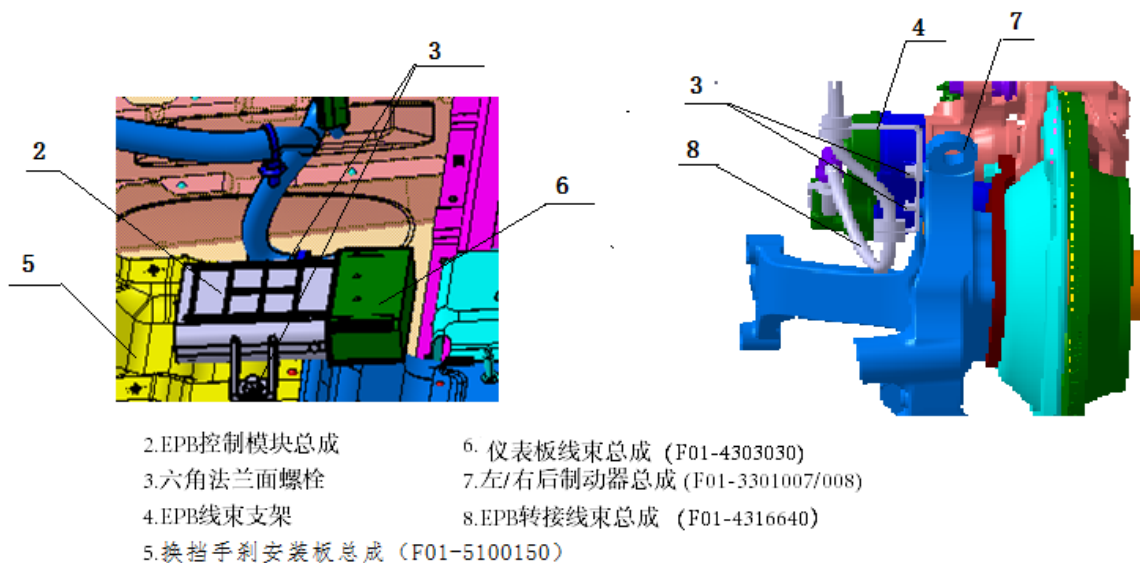 3
2
6
5
4
7
3
8
2.EPB控制模块总成
6. 仪表板线束总成 (F01-4303030)
3.六角法兰面螺栓
7.左/右后制动器总成 (F01-3301007/008)
4.EPB线束支架
8.EPB转接线束总成 (F01-4316640)
5.换挡手刹安装板总成（F01-5100150）